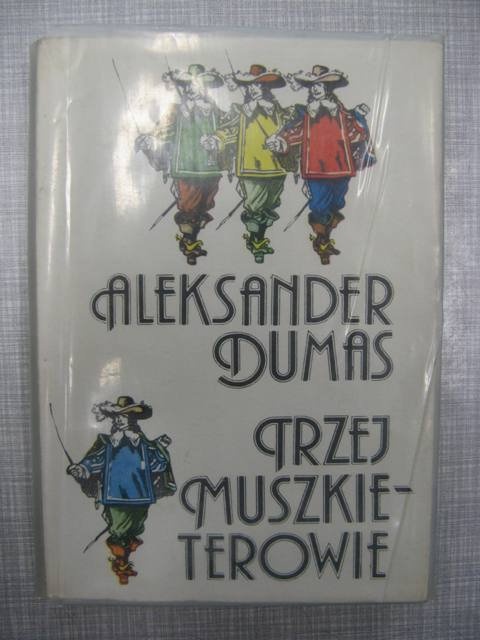 ALEKSANDER
DUMAS
TRZEJ
MUSZKIE-
TEROWIE